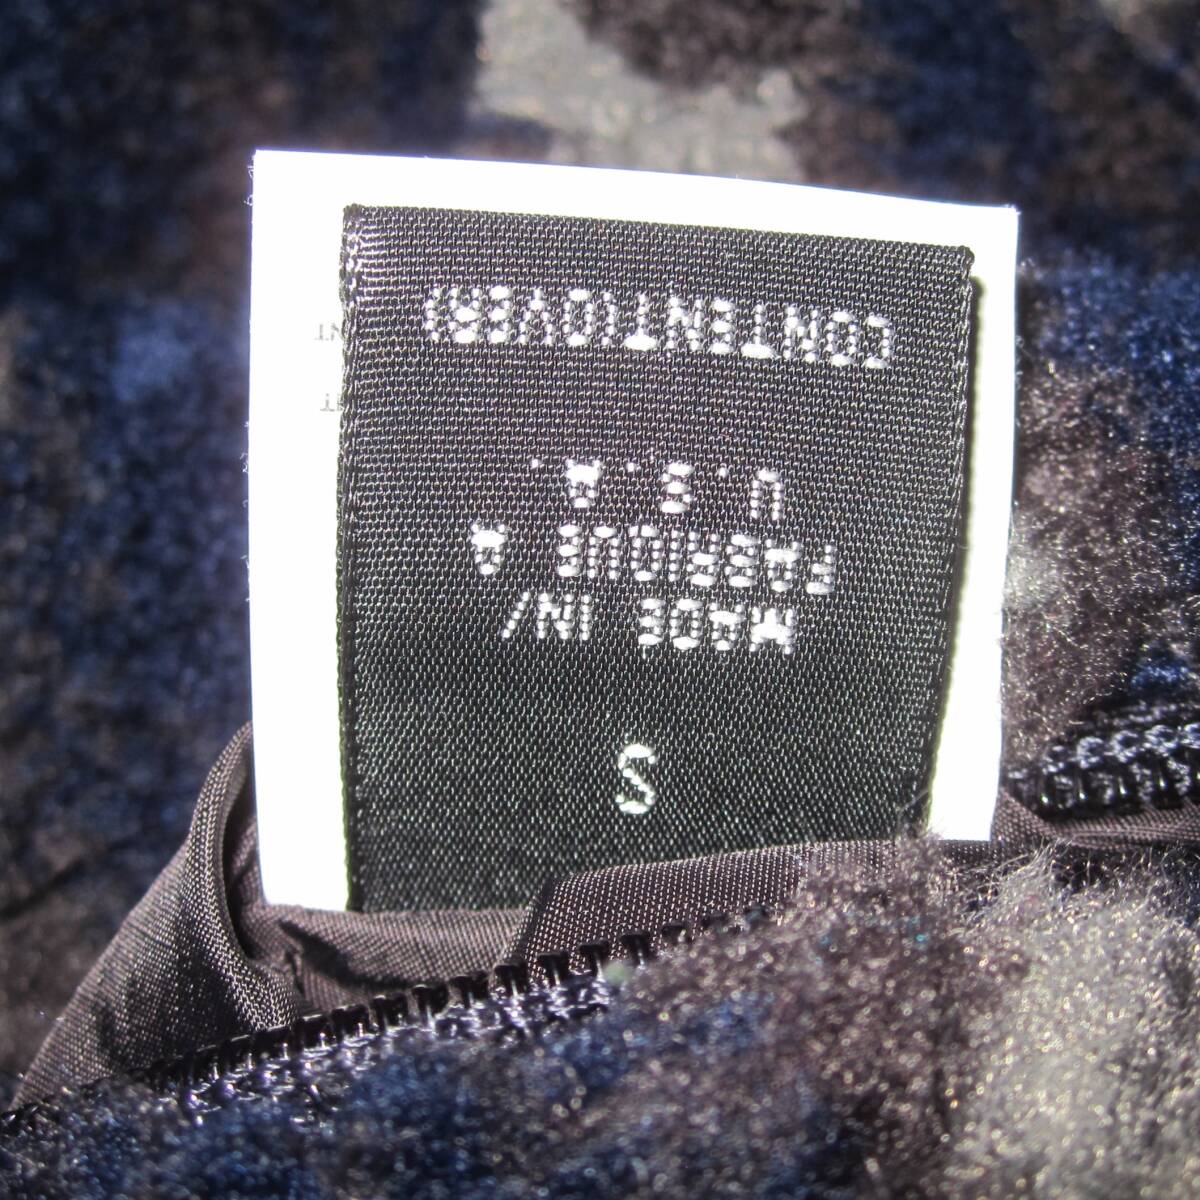 S
MADE IN/
FABRIQUE A
U.S.A.
CONTENT(OVER)